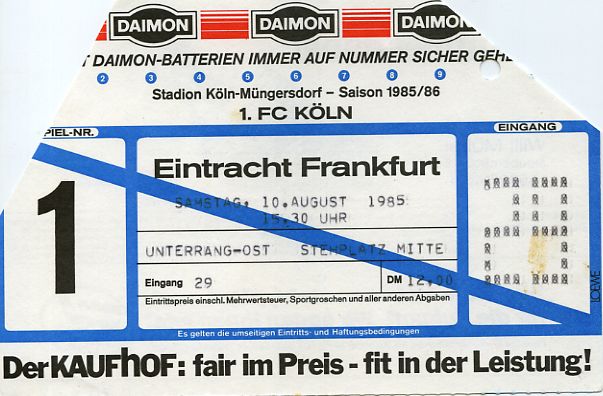 DAIMON DAIMON DAIMON
T DAIMON-BATTERIEN IMMER AUF NUMMER SICHER GEHE
2 3 4 5 6 7 8 9
Stadion Köln-Müngersdorf – Saison 1985/86
1. FC KÖLN
PIEL-NR.
EINGANG
1
Eintracht Frankfurt
SAMSTAG, 10.AUGUST 1985
15.30 UHR
UNTERRANG-OST STEHPLATZ MITTE
Eingang 29 DM 12,00
Eintrittspreis einschl. Mehrwertsteuer, Sportgroschen und aller anderen Abgaben
LOEWE
Es gelten die umseitigen Eintritts- und Haftungsbedingungen
Der KAUFhOF: fair im Preis - fit in der Leistung!